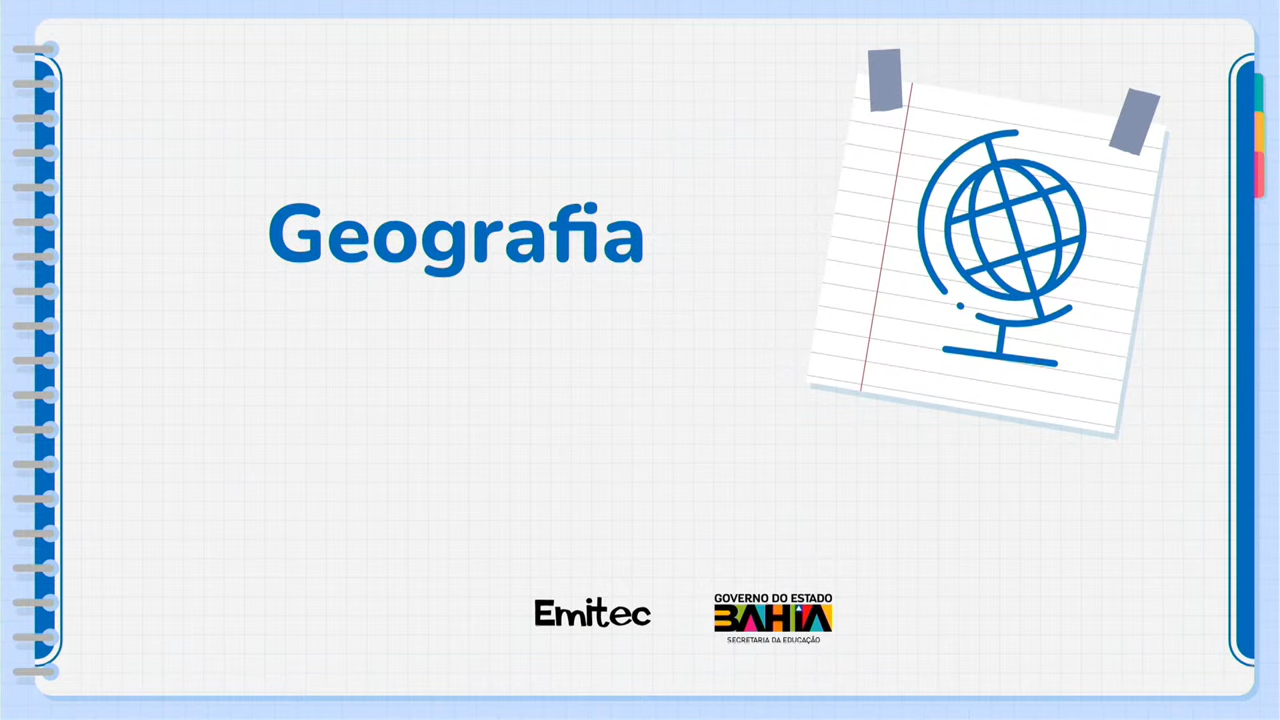 Geografia
Emitec
GOVERNO DO ESTADO
BAHIA
SECRETARIA DA EDUCAÇÃO